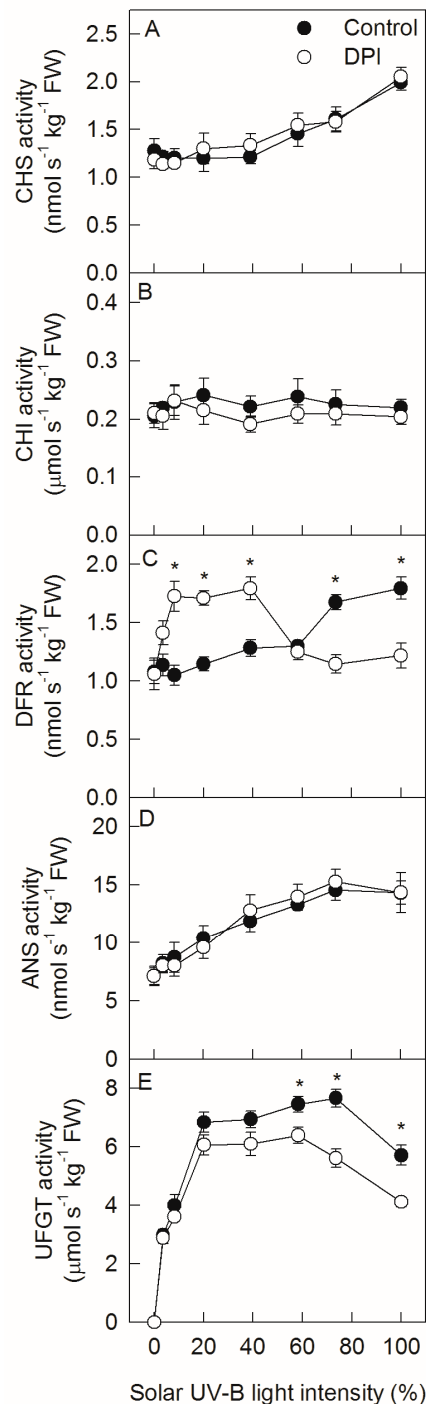 A
Control
DPI
CHS activity
(nmol s-1 kg-1 FW)
2.5
2.0
1.5
1.0
0.5
0.0
B
CHI activity
(μmol s-1 kg-1 FW)
0.4
0.3
0.2
0.1
0.0
C
* * * * *
DFR activity
(nmol s-1 kg-1 FW)
2.0
1.5
1.0
0.5
0.0
D
ANS activity
(nmol s-1 kg-1 FW)
20
15
10
5
0
E
* * *
UFGT activity
(μmol s-1 kg-1 FW)
8
6
4
2
0
0 20 40 60 80 100
Solar UV-B light intensity (%)